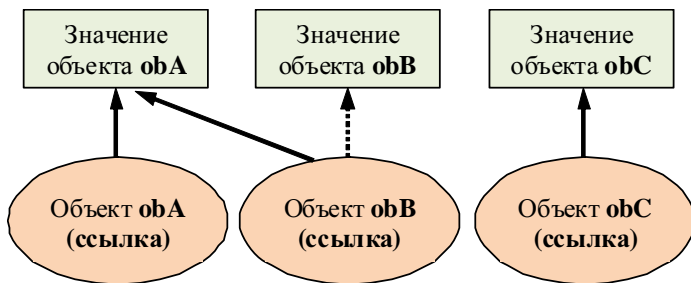 Значение
объекта obA
Значение
объекта obB
Значение
объекта obC
Объект obA
(ссылка)
Объект obB
(ссылка)
Объект obC
(ссылка)